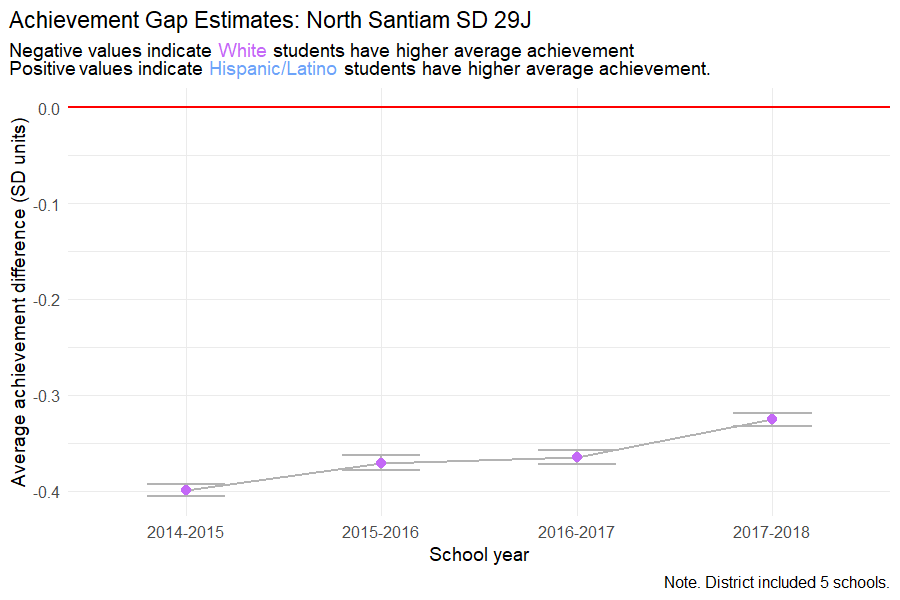 Achievement Gap Estimates: North Santiam SD 29J
Negative values indicate White students have higher average achievement
Positive values indicate Hispanic/Latino students have higher average achievement.
Average achievement difference (SD units)
0.0
-0.1
-0.2
-0.3
-0.4
2014-2015
2015-2016
2016-2017
2017-2018
School year
Note. District included 5 schools.